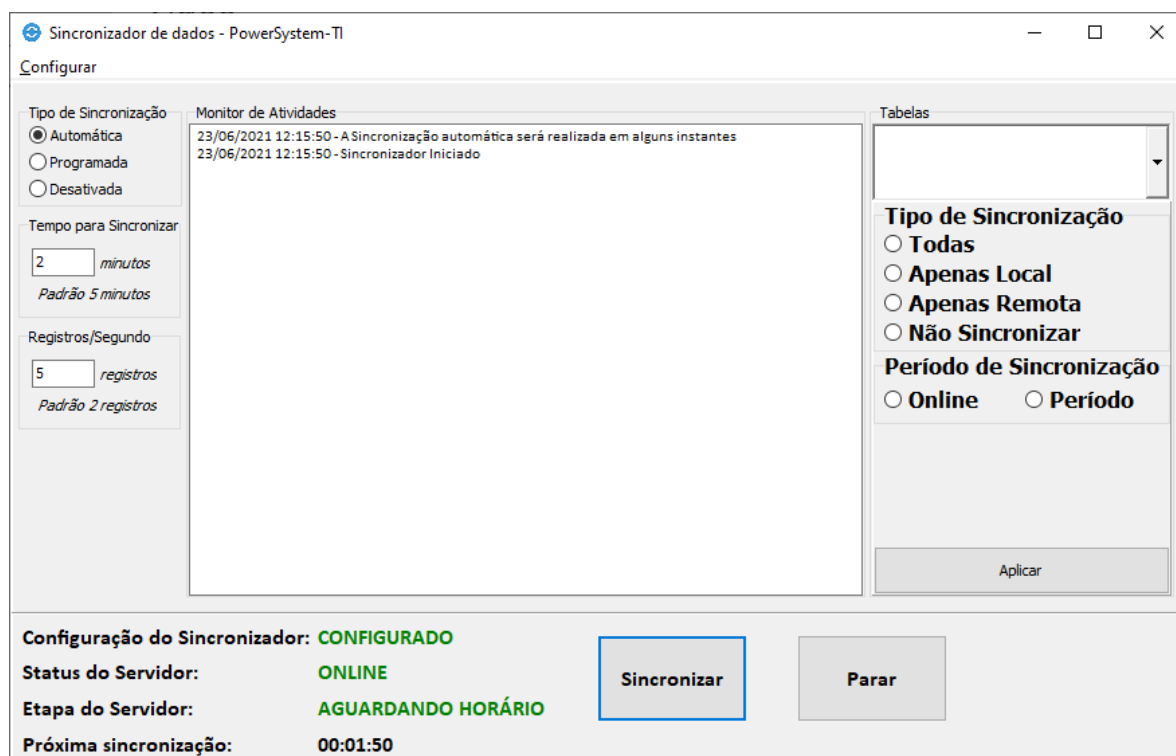 Sincronizador de dados - PowerSystem-TI
Configurar
Tipo de Sincronização
Automática
Programada
Desativada
Tempo para Sincronizar
2 minutos
Padrão 5 minutos
Registros/Segundo
5 registros
Padrão 2 registros
Monitor de Atividades
23/06/2021 12:15:50 - A Sincronização automática será realizada em alguns instantes
23/06/2021 12:15:50 - Sincronizador Iniciado
Tabelas
Tipo de Sincronização
Todas
Apenas Local
Apenas Remota
Não Sincronizar
Período de Sincronização
Online Período
Aplicar
Configuração do Sincronizador: CONFIGURADO
Status do Servidor: ONLINE
Etapa do Servidor: AGUARDANDO HORÁRIO
Próxima sincronização: 00:01:50
Sincronizar
Parar